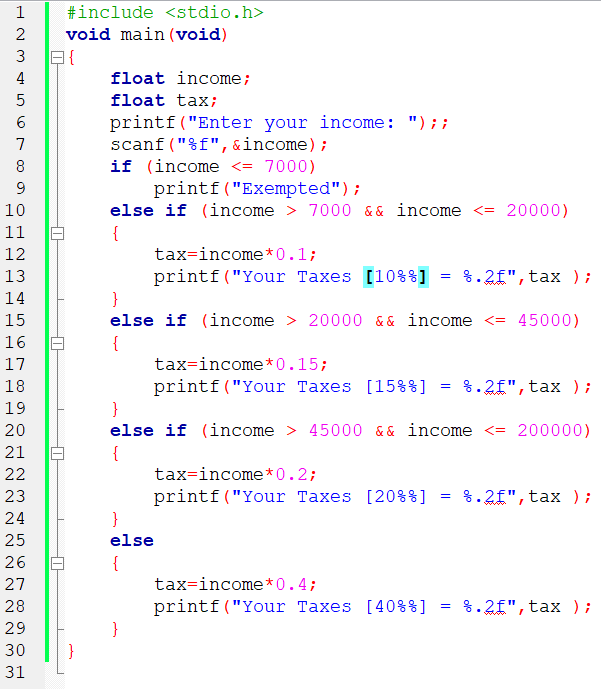 1 #include <stdio.h>
2 void main(void)
3 {
4 float income;
5 float tax;
6 printf("Enter your income: ");;
7 scanf("%f",&income);
8 if (income <= 7000)
9 printf("Exempted");
10 else if (income > 7000 && income <= 20000)
11 {
12 tax=income*0.1;
13 printf("Your Taxes [10%%] = %.2f",tax );
14 }
15 else if (income > 20000 && income <= 45000)
16 {
17 tax=income*0.15;
18 printf("Your Taxes [15%%] = %.2f",tax );
19 }
20 else if (income > 45000 && income <= 200000)
21 {
22 tax=income*0.2;
23 printf("Your Taxes [20%%] = %.2f",tax );
24 }
25 else
26 {
27 tax=income*0.4;
28 printf("Your Taxes [40%%] = %.2f",tax );
29 }
30 }
31